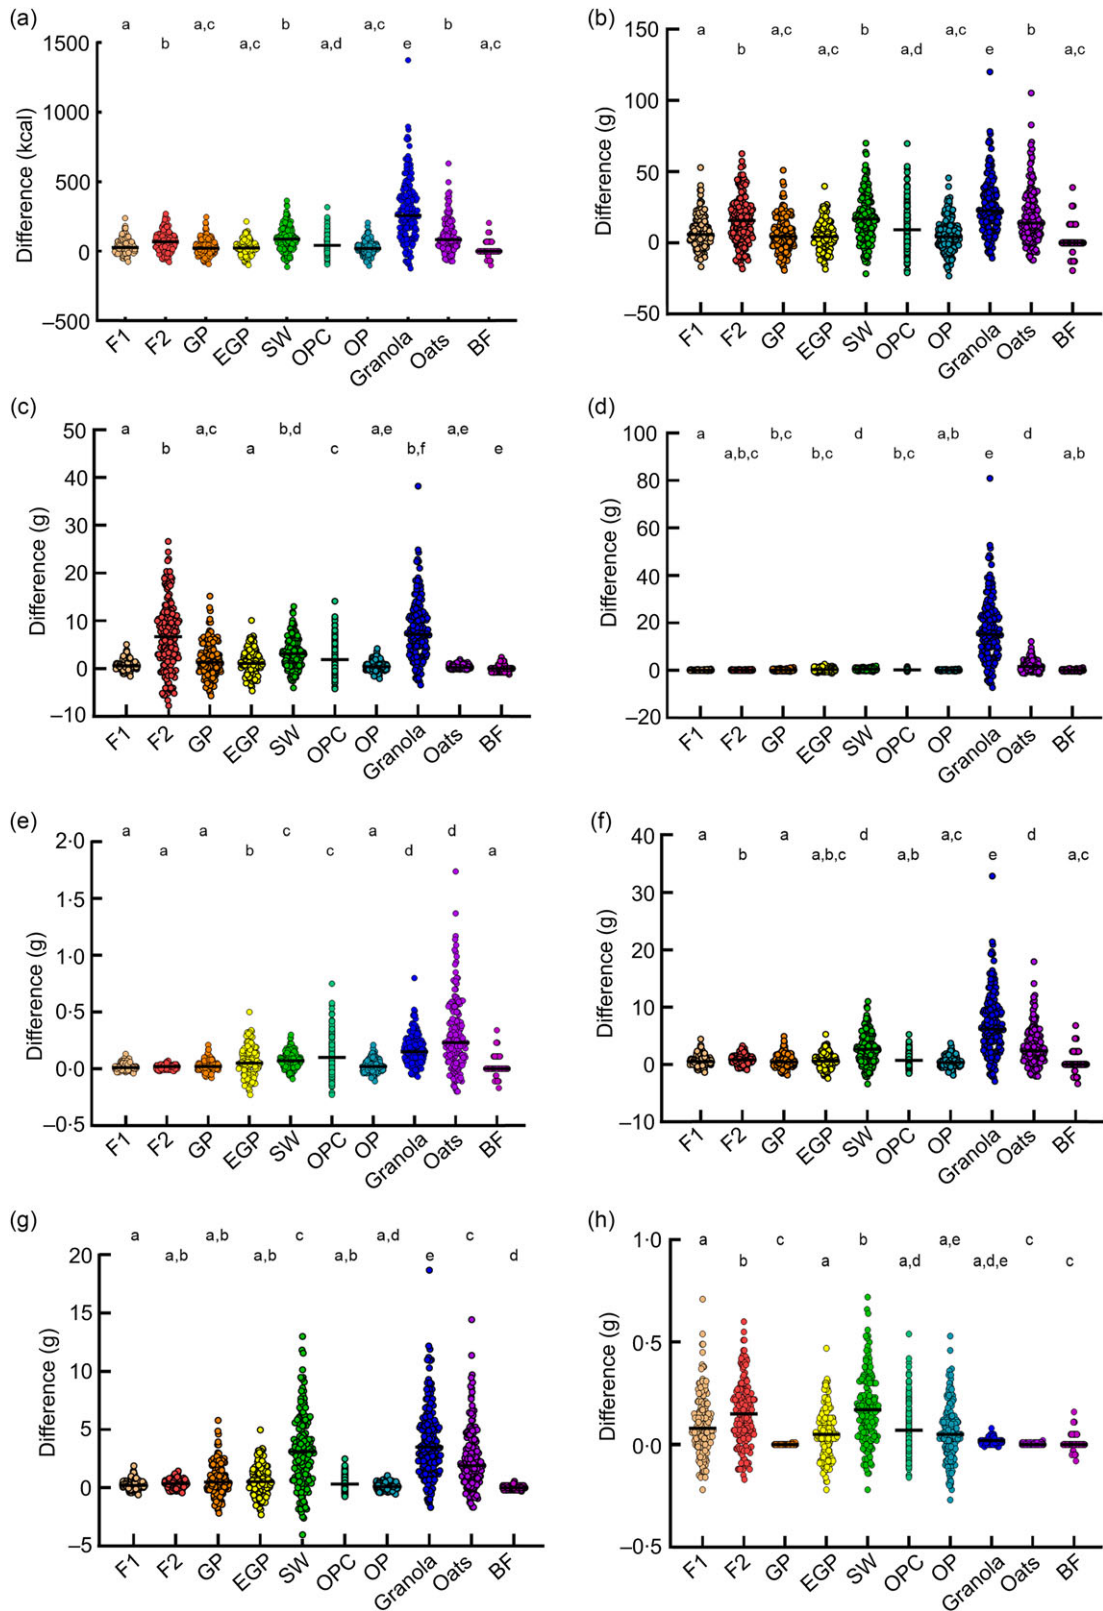 (a)
a b a,c a,c b a,d a,c e b a,c
1500
1000
500
0
–500
Difference (kcal)
F1 F2 GP EGP SW OPC OP Granola Oats BF
(b)
a b a,c a,c b a,d a,c e b a,c
150
100
50
0
–50
Difference (g)
F1 F2 GP EGP SW OPC OP Granola Oats BF
(c)
a b a,c a b,d c a,e b,f a,e e
50
40
30
20
10
0
–10
Difference (g)
F1 F2 GP EGP SW OPC OP Granola Oats BF
(d)
a a,b,c b,c b,c d b,c a,b e d a,b
100
80
60
40
20
0
–20
Difference (g)
F1 F2 GP EGP SW OPC OP Granola Oats BF
(e)
a a a b c c a d d a
2·0
1·5
1·0
0·5
0·0
–0·5
Difference (g)
F1 F2 GP EGP SW OPC OP Granola Oats BF
(f)
a b a a,b,c d a,b a,c e d a,c
40
30
20
10
0
–10
Difference (g)
F1 F2 GP EGP SW OPC OP Granola Oats BF
(g)
a a,b a,b a,b c a,b a,d e c d
20
15
10
5
0
–5
Difference (g)
F1 F2 GP EGP SW OPC OP Granola Oats BF
(h)
a b c a b a,d a,e a,d,e c c
1·0
0·5
0·0
–0·5
Difference (g)
F1 F2 GP EGP SW OPC OP Granola Oats BF